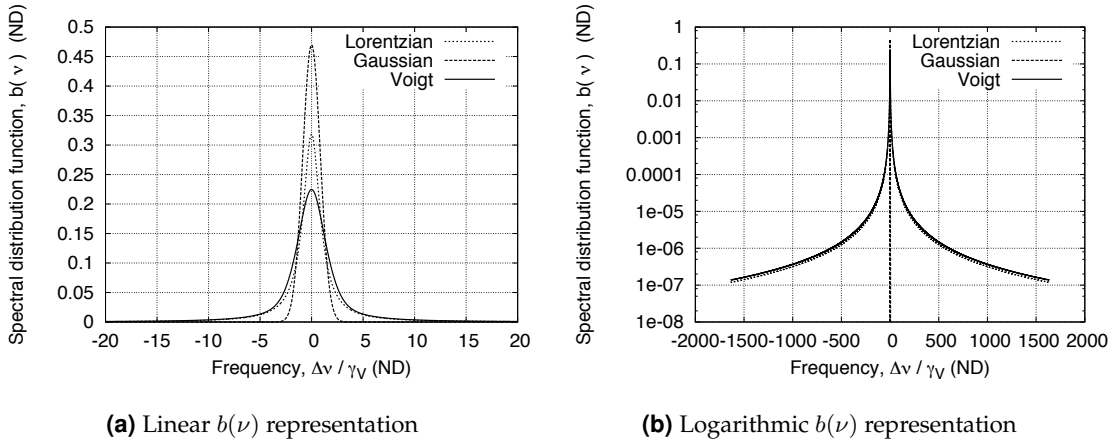 Spectral distribution function, b( ν ) (ND)
0.5
0.45
0.4
0.35
0.3
0.25
0.2
0.15
0.1
0.05
0
Lorentzian
Gaussian
Voigt
-20 -15 -10 -5 0 5 10 15 20
Frequency, Δν / γV (ND)
(a) Linear b(ν) representation
Spectral distribution function, b( ν ) (ND)
1
0.1
0.01
0.001
0.0001
1e-05
1e-06
1e-07
1e-08
Lorentzian
Gaussian
Voigt
-2000-1500-1000 -500 0 500 1000 1500 2000
Frequency, Δν / γV (ND)
(b) Logarithmic b(ν) representation